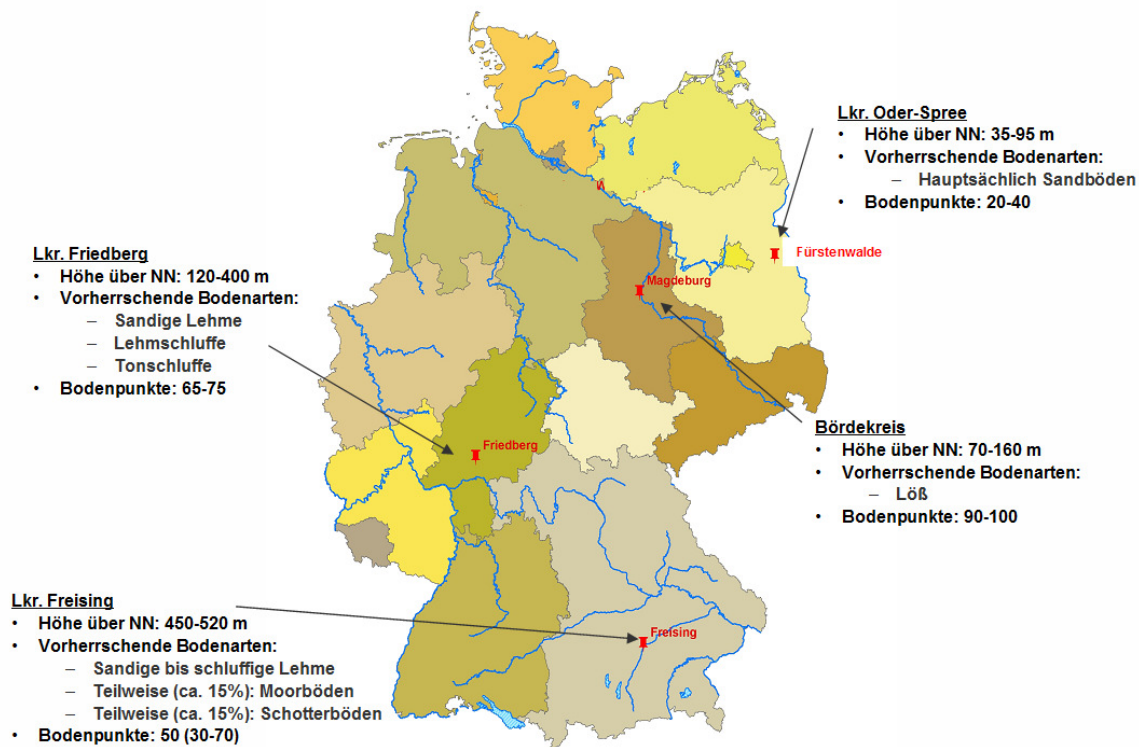 Lkr. Oder-Spree
• Höhe über NN: 35-95 m
• Vorherrschende Bodenarten:
– Hauptsächlich Sandböden
• Bodenpunkte: 20-40
Fürstenwalde
Lkr. Friedberg
• Höhe über NN: 120-400 m
• Vorherrschende Bodenarten:
– Sandige Lehme
– Lehmschluffe
– Tonschluffe
• Bodenpunkte: 65-75
Magdeburg
Friedberg
Bördekreis
• Höhe über NN: 70-160 m
• Vorherrschende Bodenarten:
– Löß
• Bodenpunkte: 90-100
Lkr. Freising
• Höhe über NN: 450-520 m
• Vorherrschende Bodenarten:
– Sandige bis schluffige Lehme
– Teilweise (ca. 15%): Moorböden
– Teilweise (ca. 15%): Schotterböden
• Bodenpunkte: 50 (30-70)
Freising